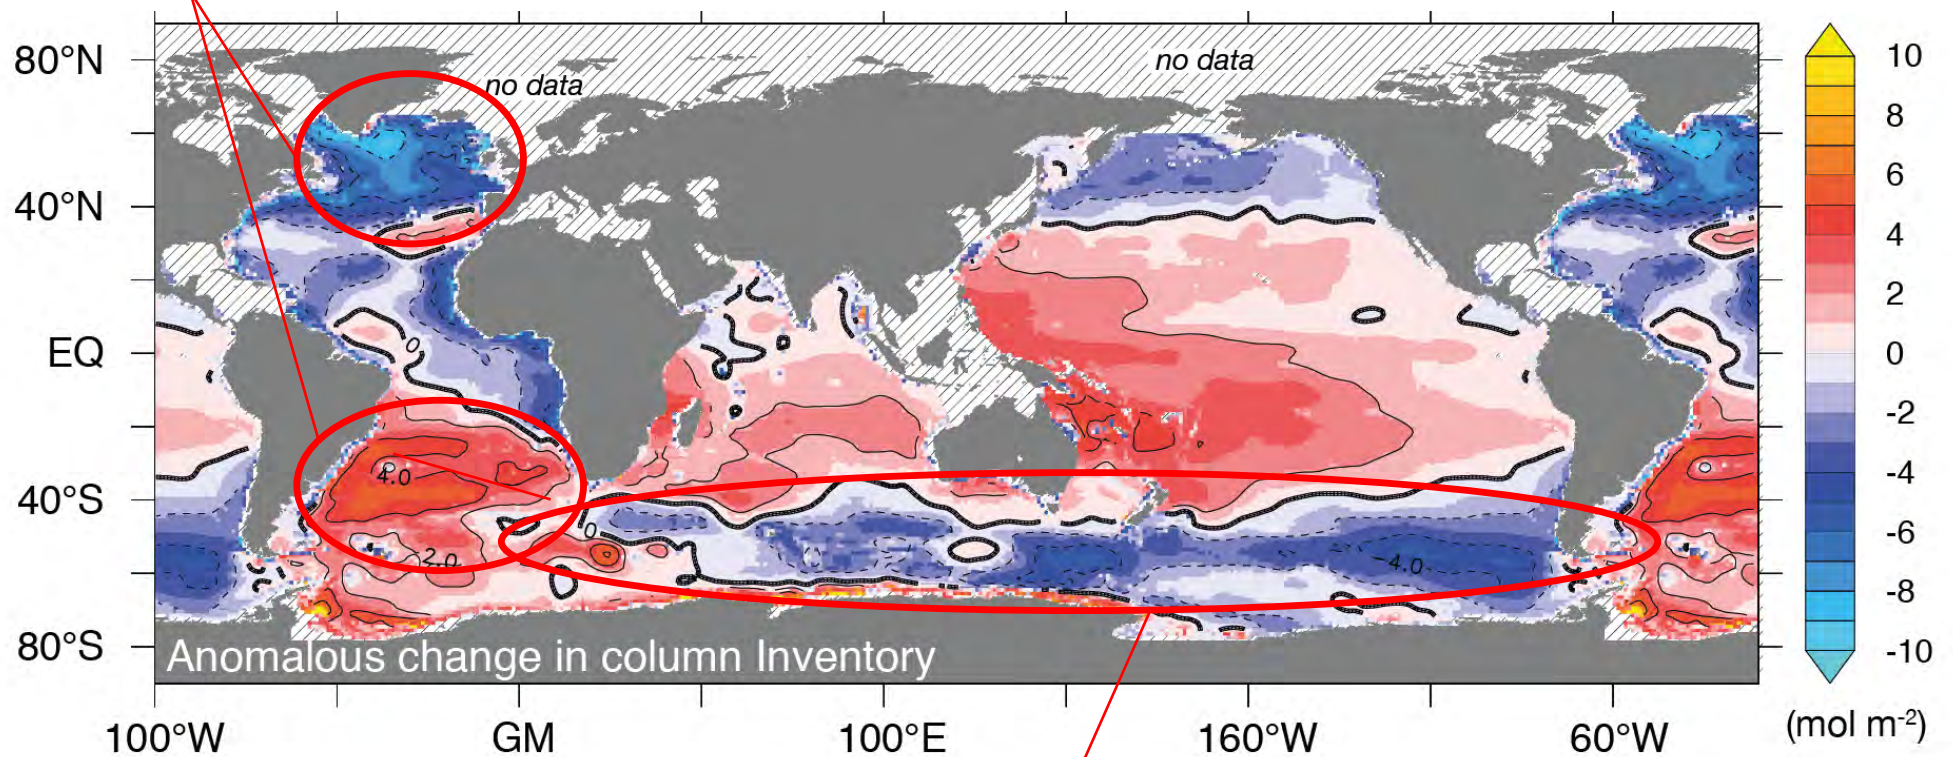 80°N
40°N
EQ
40°S
80°S
no data
no data
0
4.0
2.0
0
-4.0
Anomalous change in column Inventory
100°W
GM
100°E
160°W
60°W
10
8
6
4
2
0
-2
-4
-6
-8
-10
(mol m⁻²)